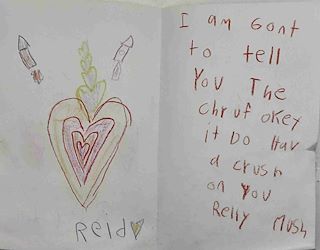 Reid
I am Gont
to tell
You The
chruf okey
it Do Hav
a crush
on You
Relly Mush